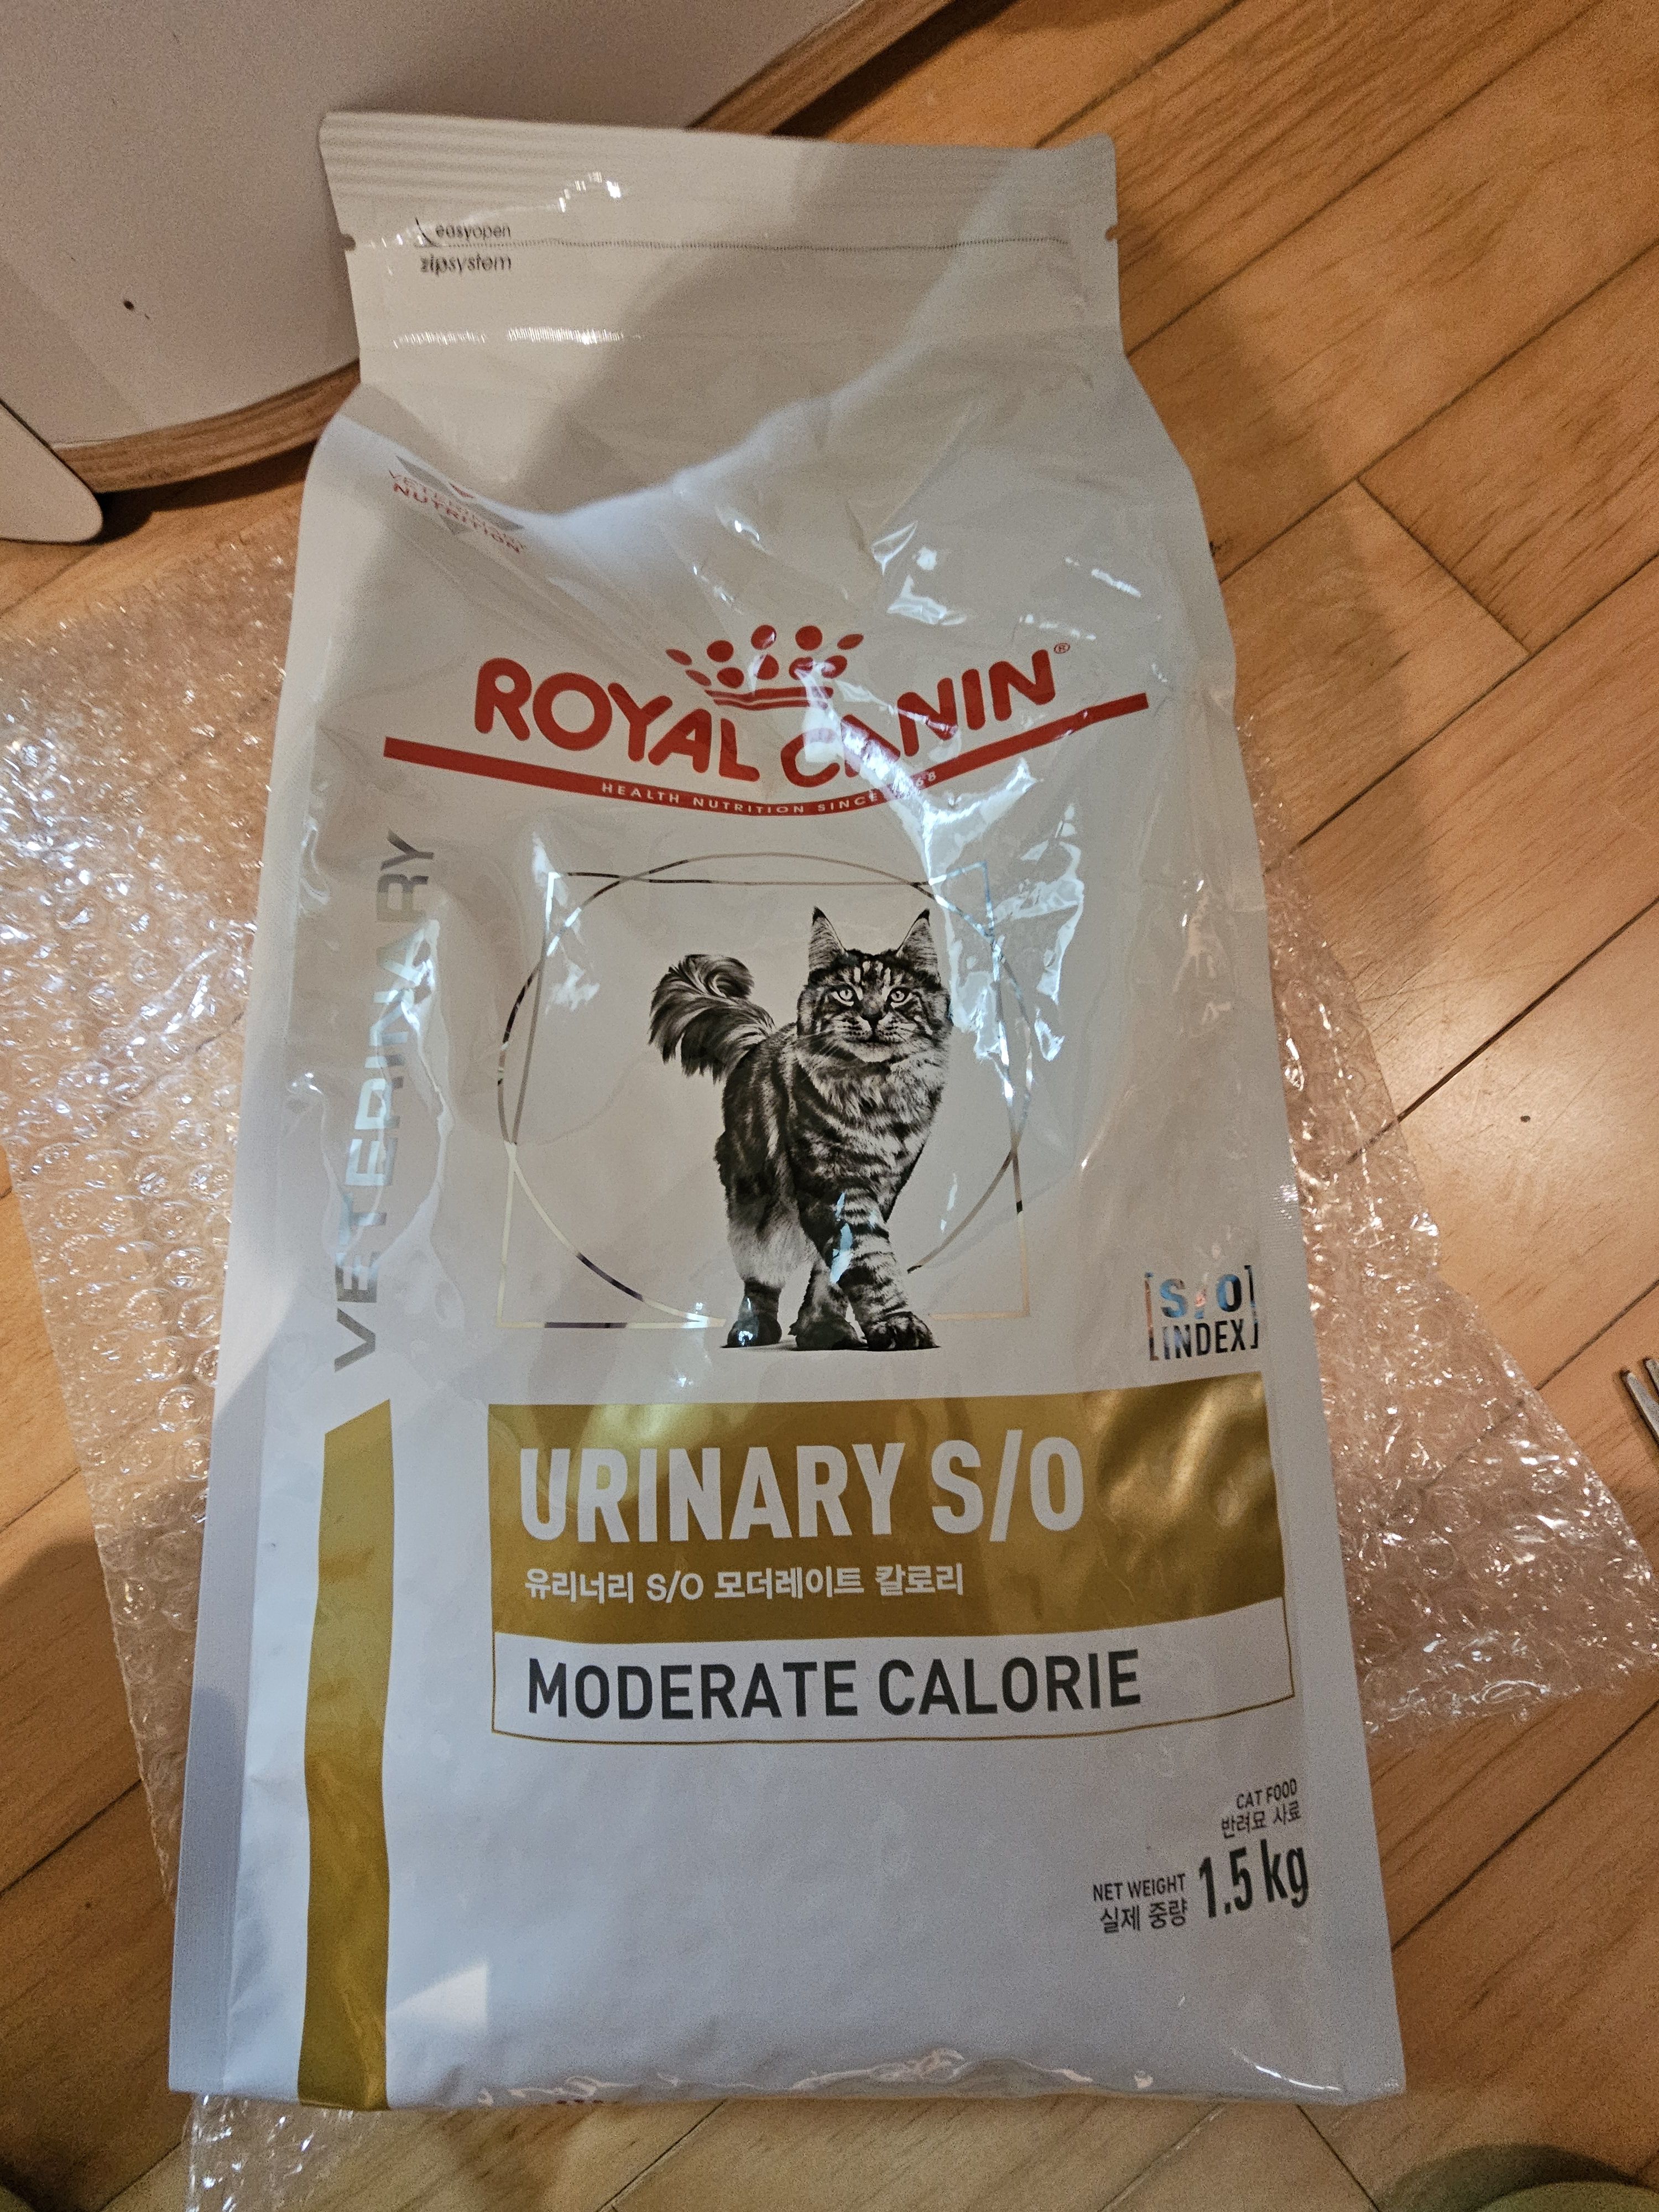 easyopen
zipsystem
VETERINARY
NUTRITION
ROYAL CANIN®
HEALTH NUTRITION SINCE 1968
VETERINARY
S/O
INDEX
URINARY S/O
유리너리 S/O 모더레이트 칼로리
MODERATE CALORIE
CAT FOOD
반려묘 사료
NET WEIGHT
실제 중량
1.5 kg